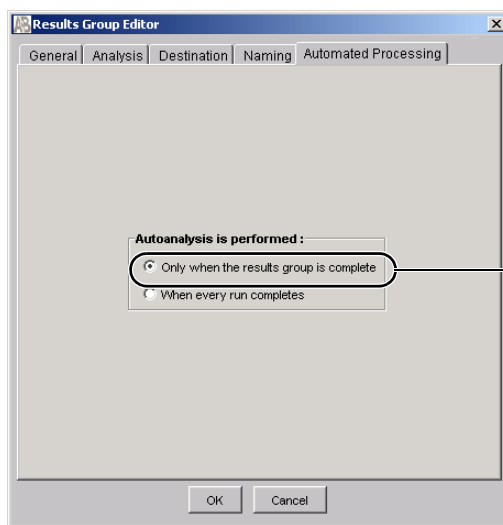 Results Group Editor
General Analysis Destination Naming Automated Processing
Autoanalysis is performed :
Only when the results group is complete
When every run completes
OK Cancel